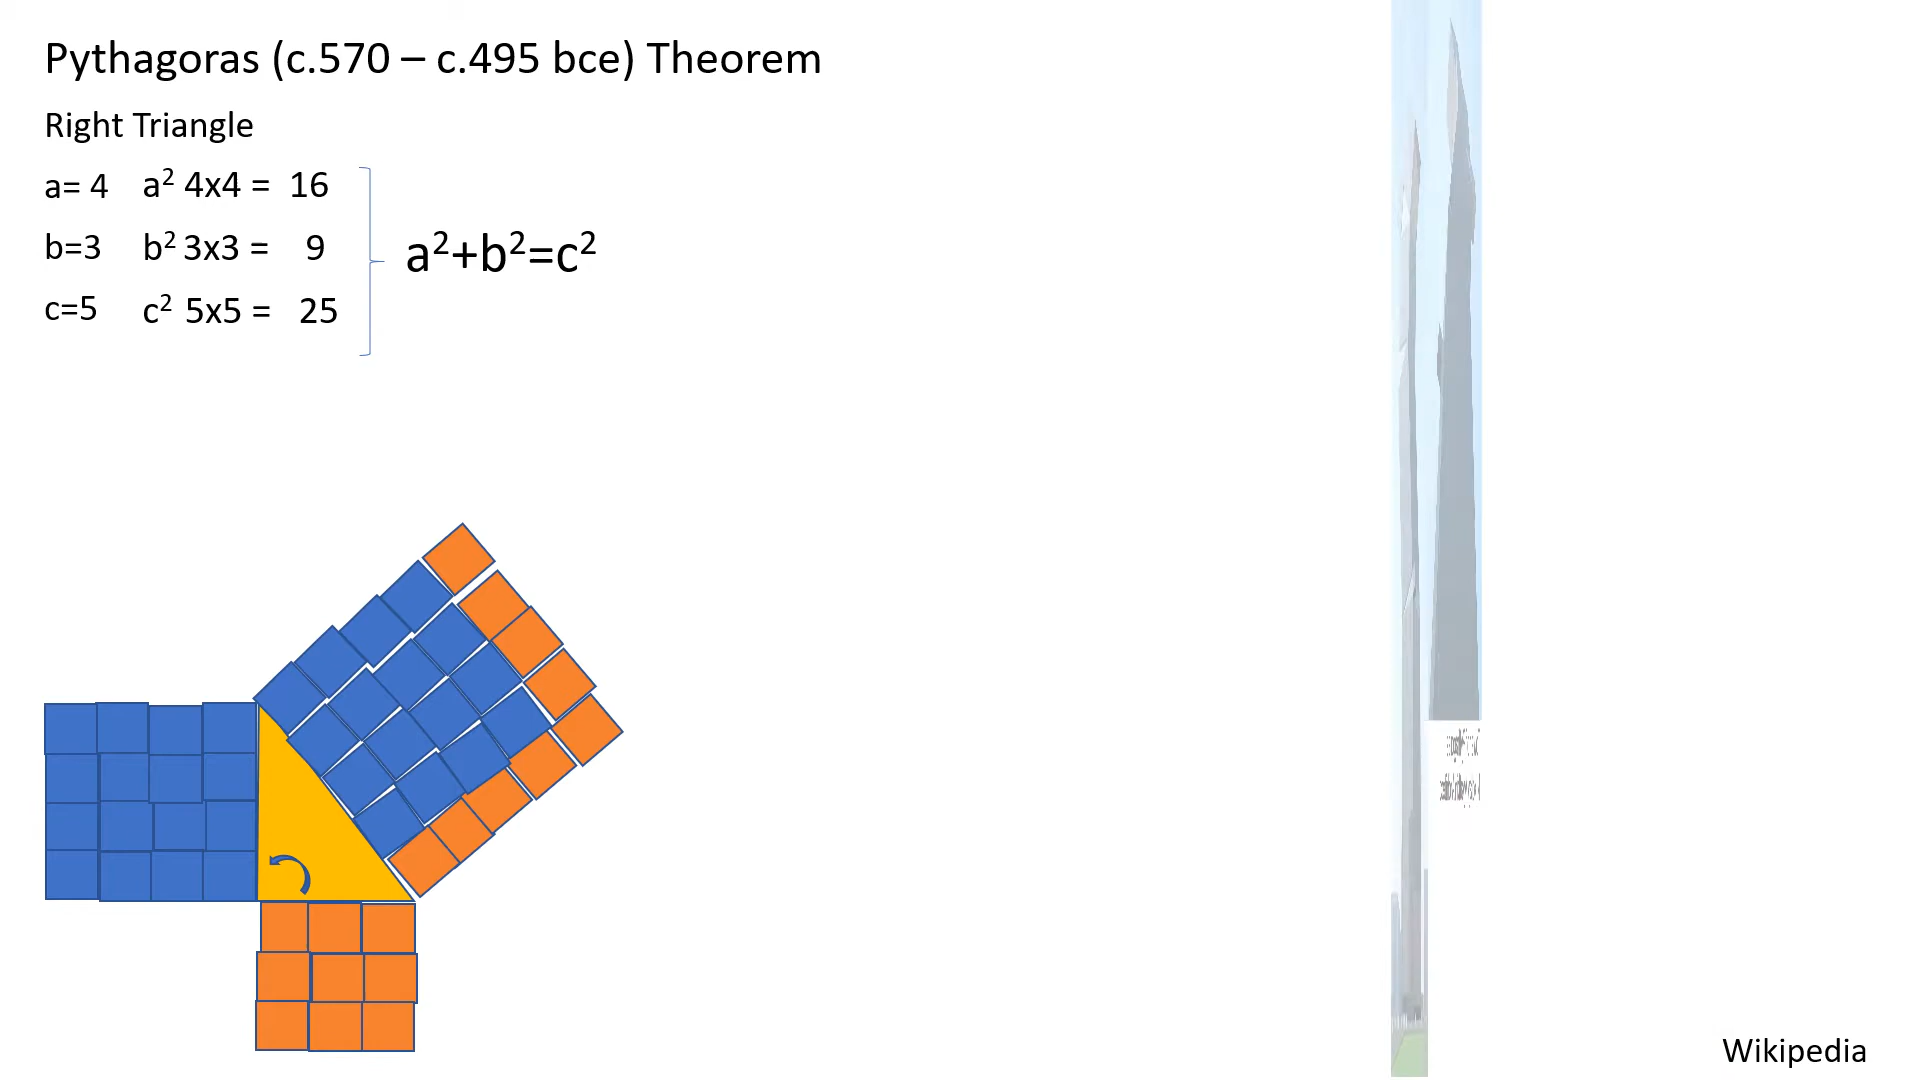 Pythagoras (c.570 – c.495 bce) Theorem
Right Triangle
a= 4 a² 4x4 = 16
b=3 b² 3x3 = 9
c=5 c² 5x5 = 25
a²+b²=c²
Wikipedia